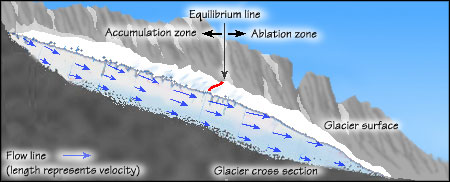 Equilibrium line
Accumulation zone
Ablation zone
Glacier surface
Flow line
(length represents velocity)
Glacier cross section